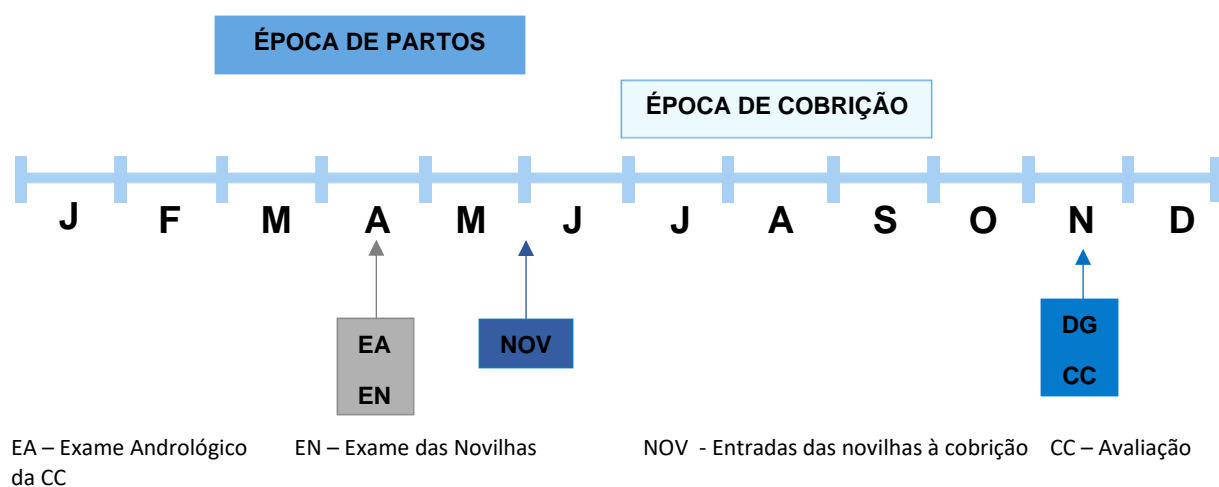 ÉPOCA DE PARTOS
ÉPOCA DE COBRIÇÃO
J F M A M J J A S O N D
EA
EN
NOV
DG
CC
EA – Exame Andrológico EN – Exame das Novilhas NOV - Entradas das novilhas à cobrição CC – Avaliação
da CC